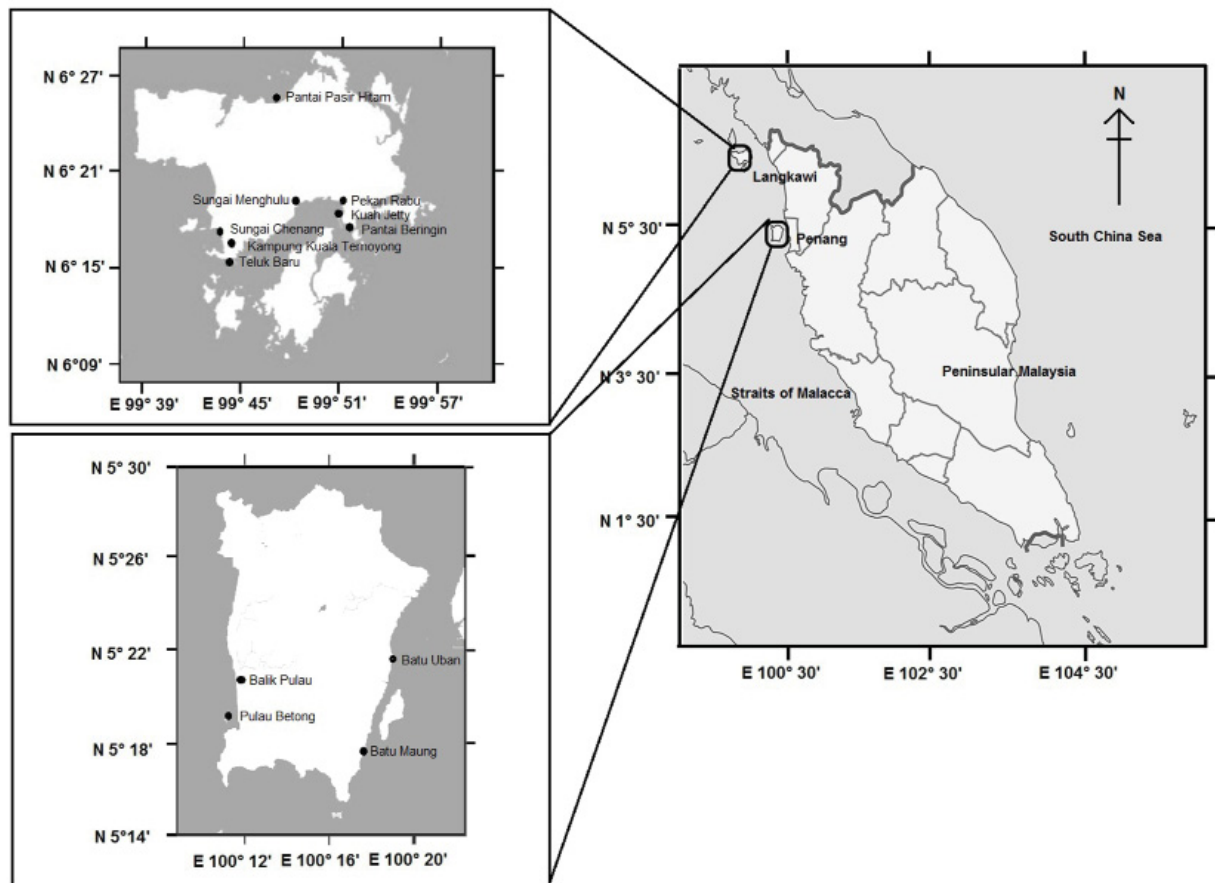 N 6° 27'
Pantai Pasir Hitam
N 6° 21'
Sungai Menghulu
Pekan Rabu
Kuah Jetty
Sungai Chenang
Pantai Beringin
Kampung Kuala Temoyong
N 6° 15'
Teluk Baru
N 6° 09'
E 99° 39'
E 99° 45'
E 99° 51'
E 99° 57'
N 5° 30'
N 5°26'
N 5° 22'
Batu Uban
Balik Pulau
Pulau Betong
N 5° 18'
Batu Maung
N 5°14'
E 100° 12'
E 100° 16'
E 100° 20'
N
Langkawi
N 5° 30'
Penang
South China Sea
N 3° 30'
Peninsular Malaysia
Straits of Malacca
N 1° 30'
E 100° 30'
E 102° 30'
E 104° 30'